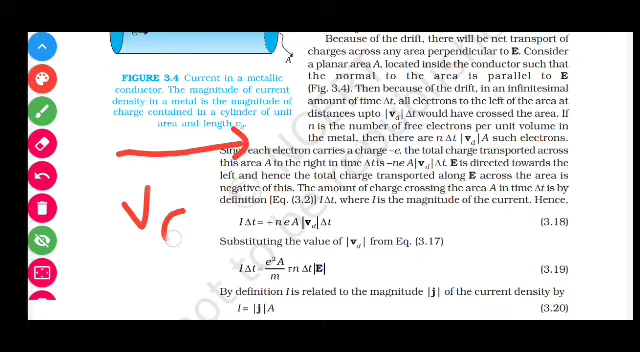 Because of the drift, there will be net transport of
charges across any area perpendicular to E. Consider
a planar area A, located inside the conductor such that
the normal to the area is parallel to E
(Fig. 3.4). Then because of the drift, in an infinitesimal
amount of time Δt, all electrons to the left of the area at
distances upto |v_d|Δt would have crossed the area. If
n is the number of free electrons per unit volume in
the metal, then there are n Δt |v_d|A such electrons.
A
FIGURE 3.4 Current in a metallic
conductor. The magnitude of current
density in a metal is the magnitude of
charge contained in a cylinder of unit
area and length v_d.
Since each electron carries a charge –e, the total charge transported across
this area A to the right in time Δt is –ne A|v_d|Δt. E is directed towards the
left and hence the total charge transported along E across the area is
negative of this. The amount of charge crossing the area A in time Δt is by
definition [Eq. (3.2)] I Δt, where I is the magnitude of the current. Hence,
I Δt = + n e A |v_d| Δt (3.18)
Substituting the value of |v_d| from Eq. (3.17)
I Δt = e²A/m τ n Δt |E| (3.19)
By definition I is related to the magnitude |j| of the current density by
I = |j| A (3.20)
V
not to be